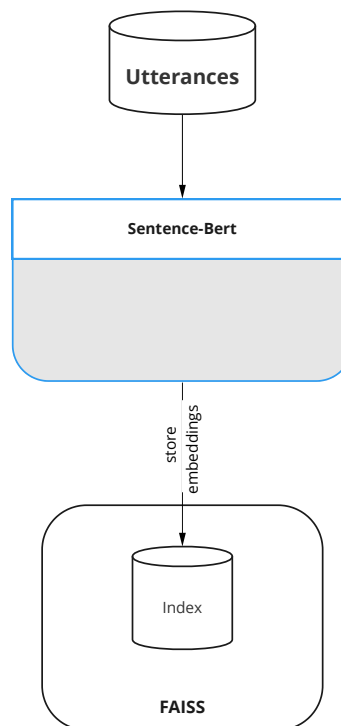 Utterances
Sentence-Bert
store
embeddings
Index
FAISS